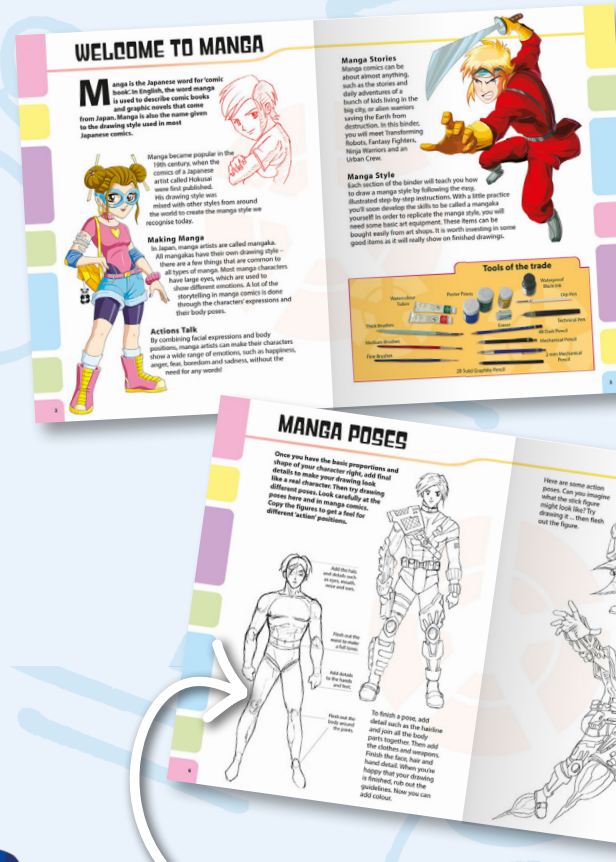 WELCOME TO MANGA
Manga is the Japanese word for 'comic
book'. In English, the word manga
is used to describe comic books
and graphic novels that come
from Japan. Manga is also the name given
to the drawing style used in most
Japanese comics.
Manga became popular in the
19th century, when the
comics of a Japanese
artist called Hokusai
were first published.
His drawing style was
mixed with other styles from around
the world to create the manga style we
recognise today.
Making Manga
In Japan, manga artists are called mangaka.
All mangakas have their own drawing style –
there are a few things that are common to
all types of manga. Most manga characters
have large eyes, which are used to
show different emotions. A lot of the
storytelling in manga comics is done
through the characters' expressions and
their body poses.
Actions Talk
By combining facial expressions and body
positions, manga artists can make their characters
show a wide range of emotions, such as happiness,
anger, fear, boredom and sadness, without the
need for any words!
2
Manga Stories
Manga comics can be
about almost anything,
such as the stories and
daily adventures of a
bunch of kids living in the
big city, or alien warriors
saving the Earth from
destruction. In this binder,
you will meet Transforming
Robots, Fantasy Fighters,
Ninja Warriors and an
Urban Crew.
Manga Style
Each section of the binder will teach you how
to draw a manga style by following the easy,
illustrated step-by-step instructions. With a little practice
you'll soon develop the skills to be called a mangaka
yourself! In order to replicate the manga style, you will
need some basic art equipment. These items can be
bought easily from art shops. It is worth investing in some
good items as it will really show on finished drawings.
Tools of the trade
Watercolour
Tubes
Poster Paints
Waterproof
Black Ink
Dip Pen
Eraser
Technical Pen
Thick Brushes
6B Dark Pencil
Medium Brushes
Mechanical Pencil
Fine Brushes
2 mm Mechanical
Pencil
2B Solid Graphite Pencil
3
MANGA POSES
Once you have the basic proportions and
shape of your character right, add final
details to make your drawing look
like a real character. Then try drawing
different poses. Look carefully at the
poses here and in manga comics.
Copy the figures to get a feel for
different 'action' positions.
Add the hair,
and details such
as eyes, mouth,
nose and ears.
Flesh out the
waist to make
a full torso.
Add details
to the hands
and feet.
Flesh out the
body around
the joints.
To finish a pose, add
detail such as the hairline
and join all the body
parts together. Then add
the clothes and weapons.
Finish the face, hair and
hand detail. When you're
happy that your drawing
is finished, rub out the
guidelines. Now you can
add colour.
6
Here are some action
poses. Can you imagine
what the stick figure
might look like? Try
drawing it ... then flesh
out the figure.